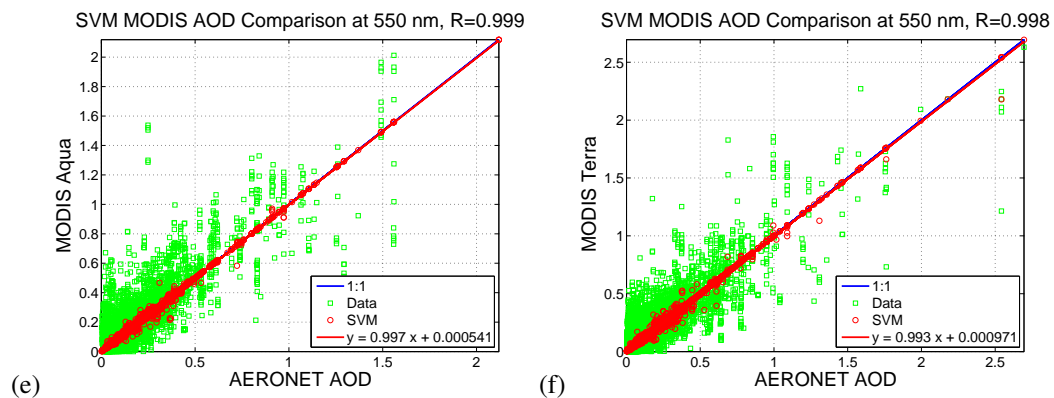 SVM MODIS AOD Comparison at 550 nm, R=0.999
MODIS Aqua
2
1.8
1.6
1.4
1.2
1
0.8
0.6
0.4
0.2
0
0
0.5
1
1.5
2
AERONET AOD
1:1
Data
SVM
y = 0.997 x + 0.000541
(e)
SVM MODIS AOD Comparison at 550 nm, R=0.998
MODIS Terra
2.5
2
1.5
1
0.5
0
0
0.5
1
1.5
2
2.5
AERONET AOD
1:1
Data
SVM
y = 0.993 x + 0.000971
(f)